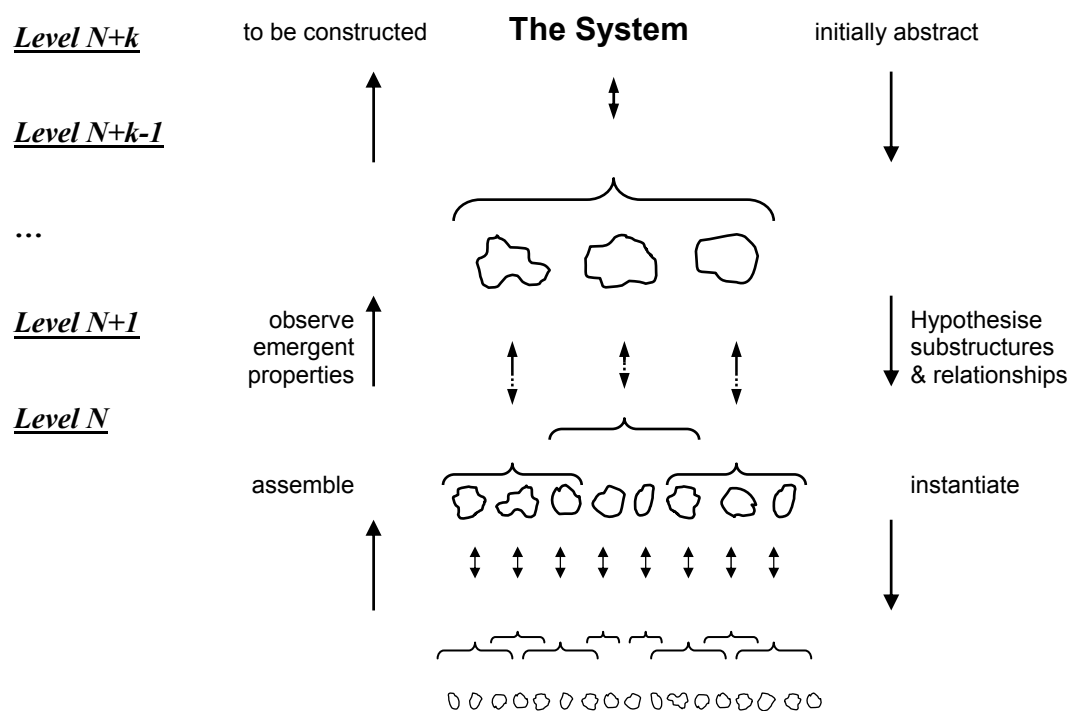 Level N+k
to be constructed
The System
initially abstract
Level N+k-1
…
Level N+1
observe
emergent
properties
Hypothesise
substructures
& relationships
Level N
assemble
instantiate